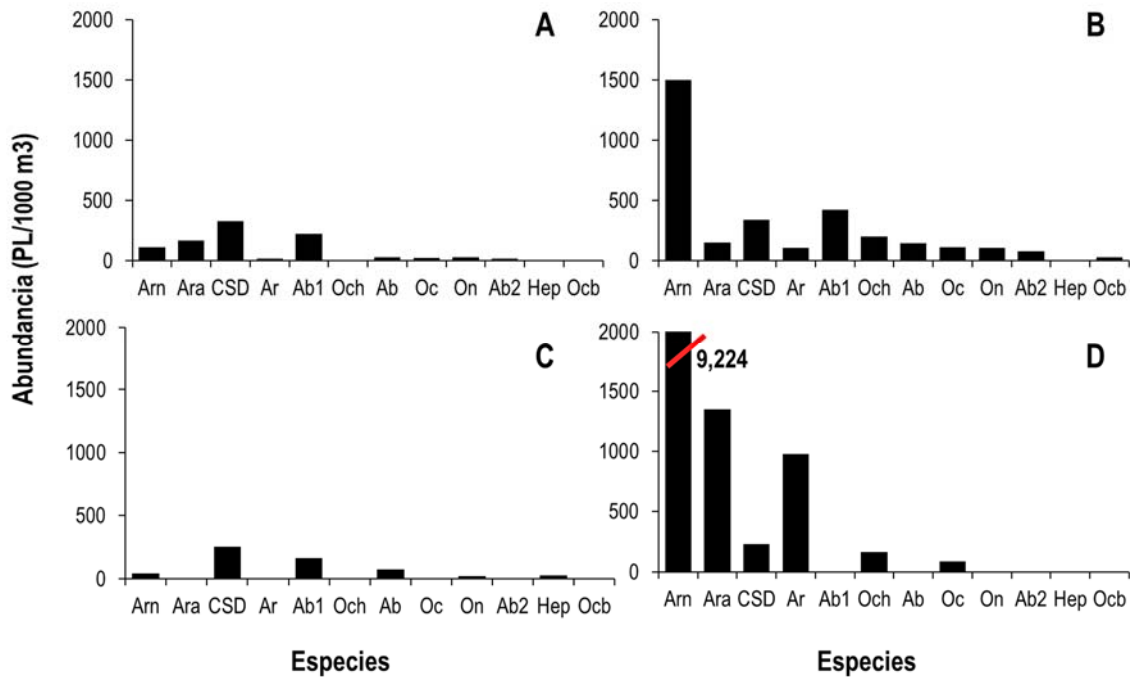 Abundancia (PL/1000 m3)
A
2000
1500
1000
500
0
Arn Ara CSD Ar Ab1 Och Ab Oc On Ab2 Hep Ocb
B
2000
1500
1000
500
0
Arn Ara CSD Ar Ab1 Och Ab Oc On Ab2 Hep Ocb
C
2000
1500
1000
500
0
Arn Ara CSD Ar Ab1 Och Ab Oc On Ab2 Hep Ocb
Especies
D
2000
9,224
1500
1000
500
0
Arn Ara CSD Ar Ab1 Och Ab Oc On Ab2 Hep Ocb
Especies